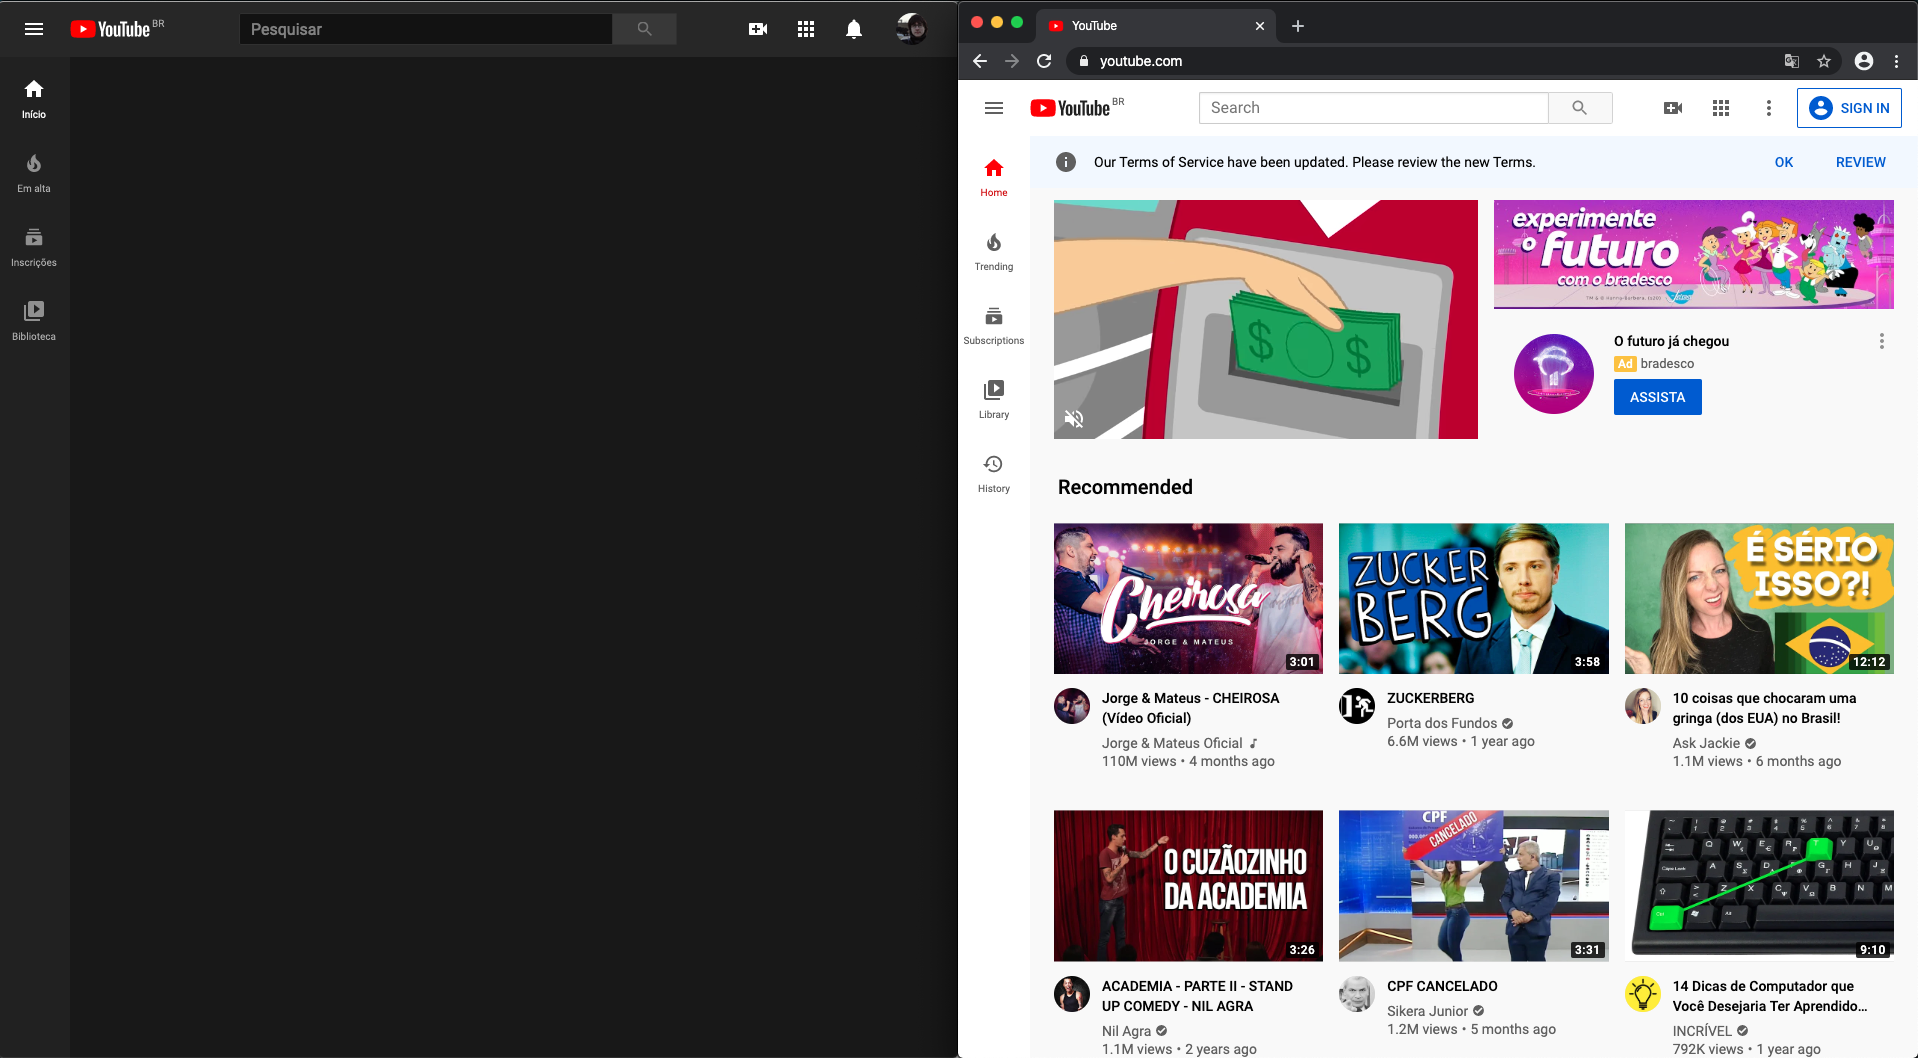 YouTube BR
Pesquisar
Início
Em alta
Inscrições
Biblioteca
YouTube
youtube.com
YouTube BR
Search
SIGN IN
Home
Trending
Subscriptions
Library
History
Our Terms of Service have been updated. Please review the new Terms.
OK
REVIEW
$ $
experimente
o futuro
com o bradesco
O futuro já chegou
Ad bradesco
ASSISTA
Recommended
Cheirosa
JORGE & MATEUS
3:01
Jorge & Mateus - CHEIROSA
(Vídeo Oficial)
Jorge & Mateus Oficial
110M views • 4 months ago
ZUCKER
BERG
3:58
ZUCKERBERG
Porta dos Fundos
6.6M views • 1 year ago
É SÉRIO
ISSO?!
12:12
10 coisas que chocaram uma
gringa (dos EUA) no Brasil!
Ask Jackie
1.1M views • 6 months ago
O CUZÃOZINHO
DA ACADEMIA
3:26
ACADEMIA - PARTE II - STAND
UP COMEDY - NIL AGRA
Nil Agra
1.1M views • 2 years ago
CPF
CANCELADO
3:31
CPF CANCELADO
Sikera Junior
1.2M views • 5 months ago
9:10
14 Dicas de Computador que
Você Desejaria Ter Aprendido...
INCRÍVEL
792K views • 1 year ago